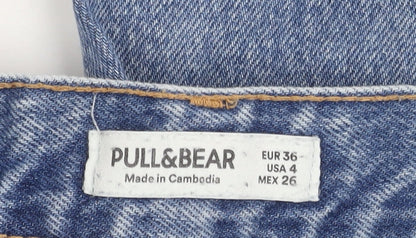 PULL&BEAR
Made in Cambodia
EUR 36
USA 4
MEX 26